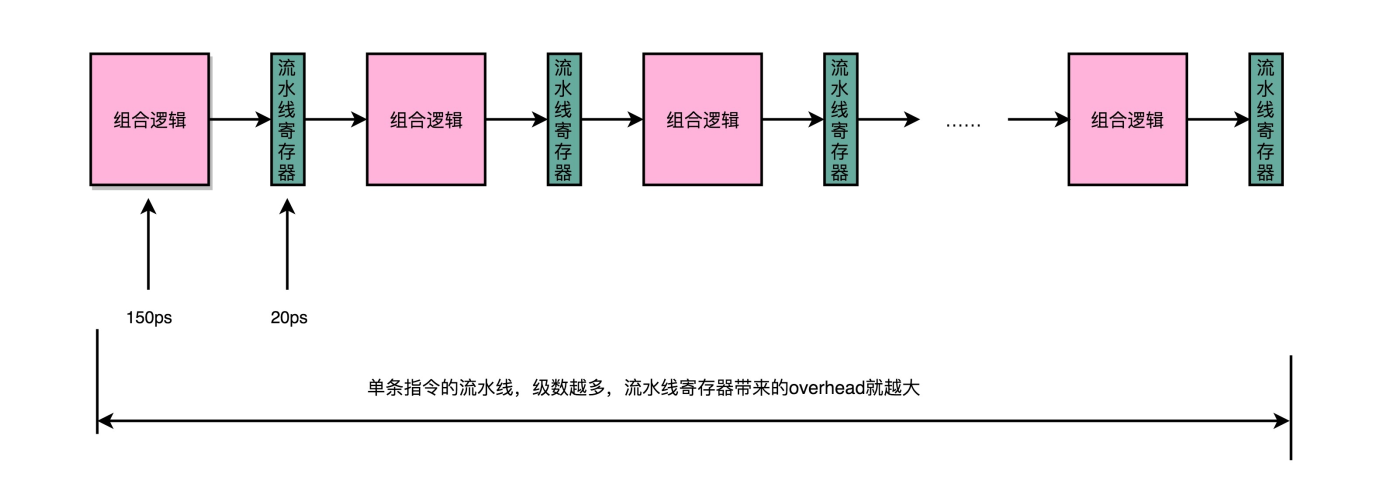 组合逻辑
流水线寄存器
组合逻辑
流水线寄存器
组合逻辑
流水线寄存器
......
组合逻辑
流水线寄存器
150ps
20ps
单条指令的流水线，级数越多，流水线寄存器带来的overhead就越大